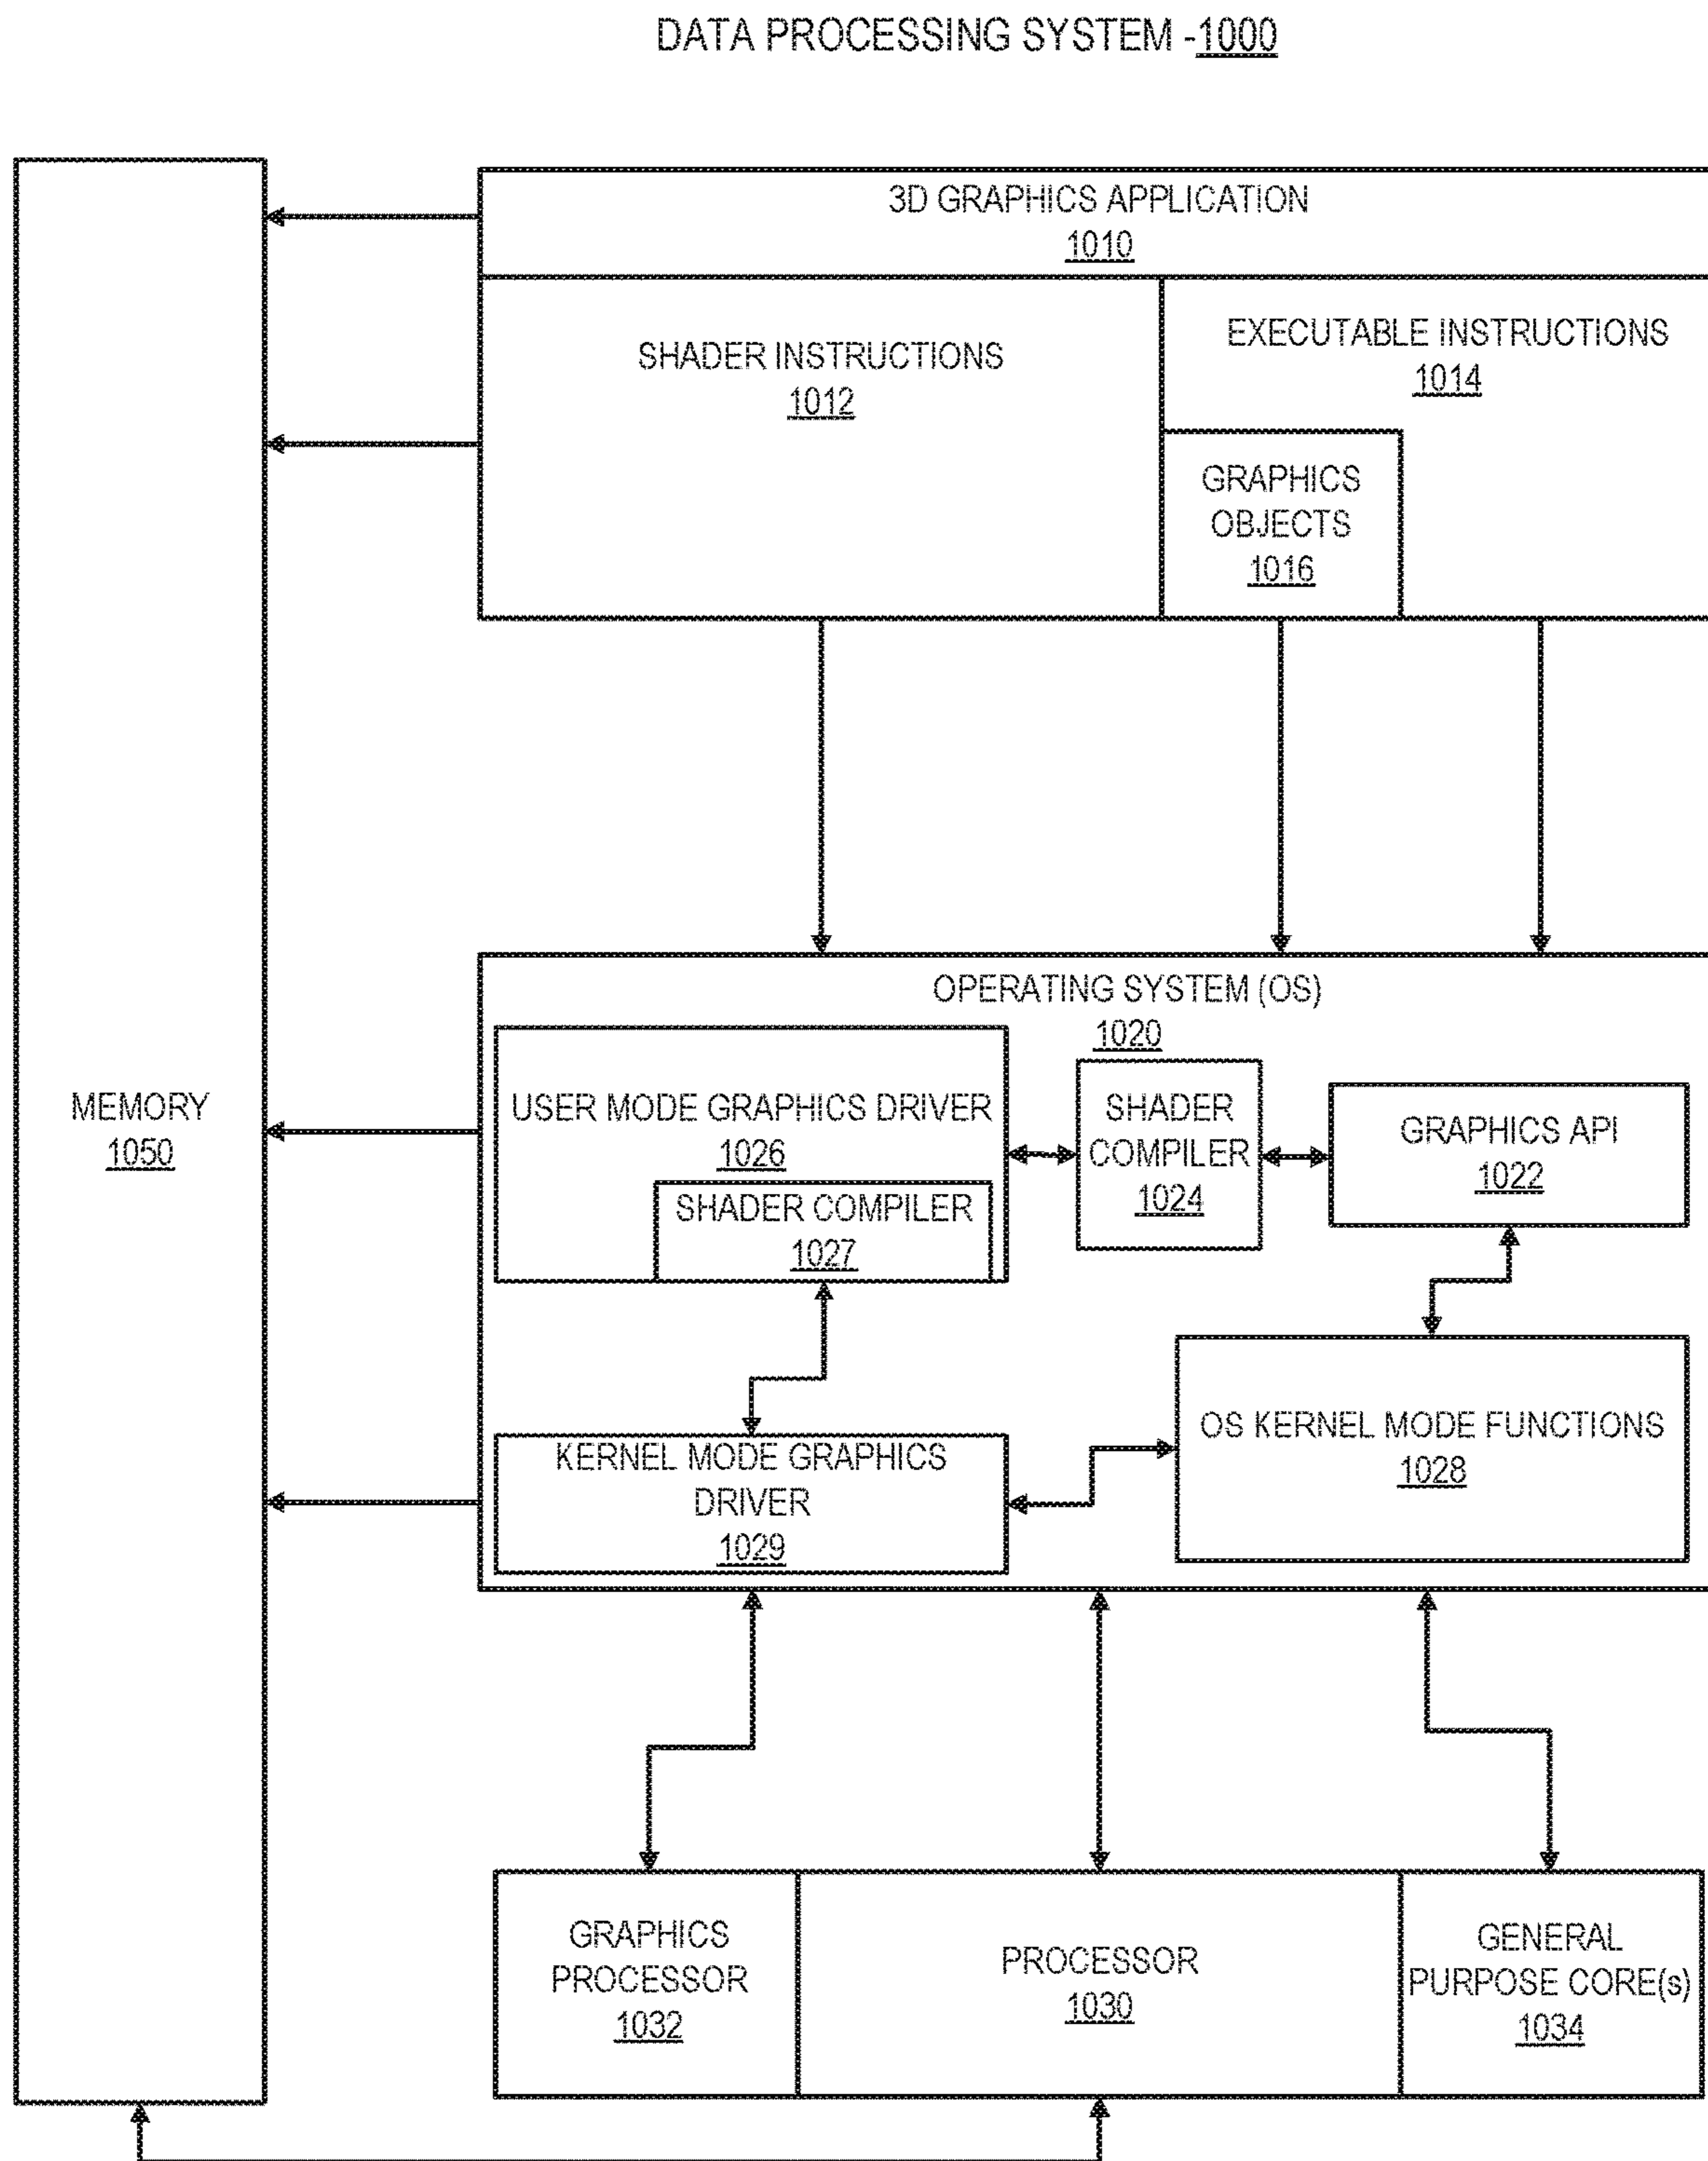 DATA PROCESSING SYSTEM -1000
3D GRAPHICS APPLICATION
1010
SHADER INSTRUCTIONS
1012
EXECUTABLE INSTRUCTIONS
1014
GRAPHICS
OBJECTS
1016
OPERATING SYSTEM (OS)
1020
MEMORY
1050
USER MODE GRAPHICS DRIVER
1026
SHADER COMPILER
1027
SHADER
COMPILER
1024
GRAPHICS API
1022
KERNEL MODE GRAPHICS
DRIVER
1029
OS KERNEL MODE FUNCTIONS
1028
GRAPHICS
PROCESSOR
1032
PROCESSOR
1030
GENERAL
PURPOSE CORE(s)
1034